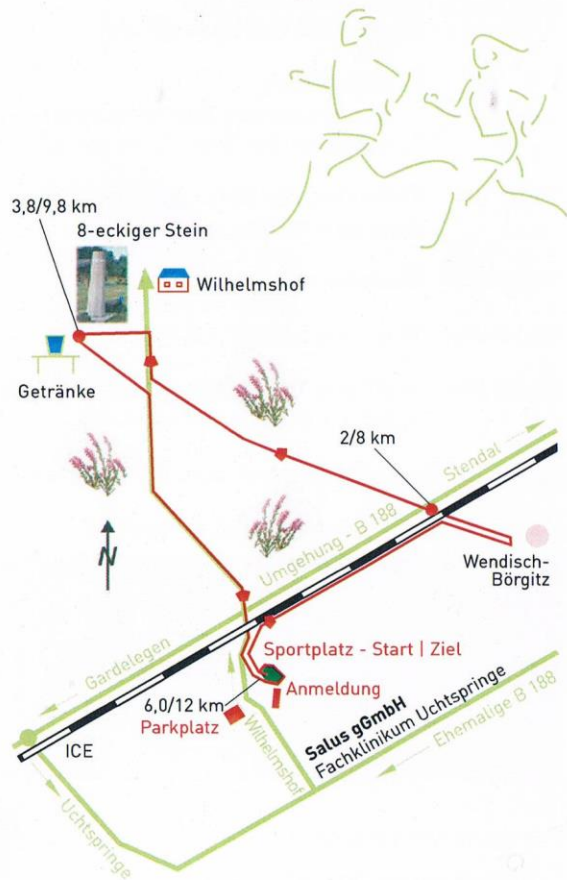 3,8/9,8 km
8-eckiger Stein
Wilhelmshof
Getränke
2/8 km
Stendal
Umgehung - B 188
N
Wendisch-
Börgitz
Gardelegen
Sportplatz - Start | Ziel
6,0/12 km
Anmeldung
Parkplatz
Wilhelmshof
Salus gGmbH
Fachklinikum Uchtspringe
Ehemalige B 188
ICE
Uchtspringe